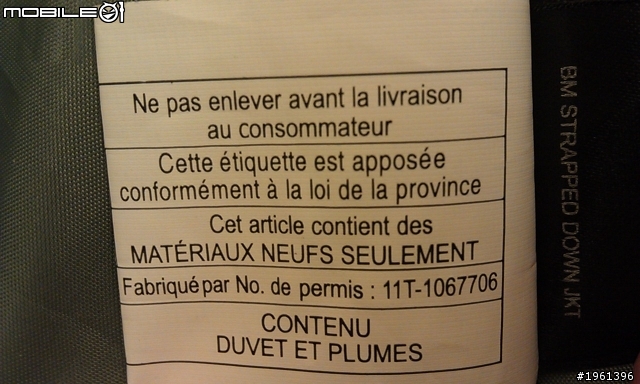 MOBILE01
Ne pas enlever avant la livraison
au consommateur
Cette étiquette est apposée
conformément à la loi de la province
Cet article contient des
MATÉRIAUX NEUFS SEULEMENT
Fabriqué par No. de permis : 11T-1067706
CONTENU
DUVET ET PLUMES
BM STRAPPED DOWN JKT
#1961396